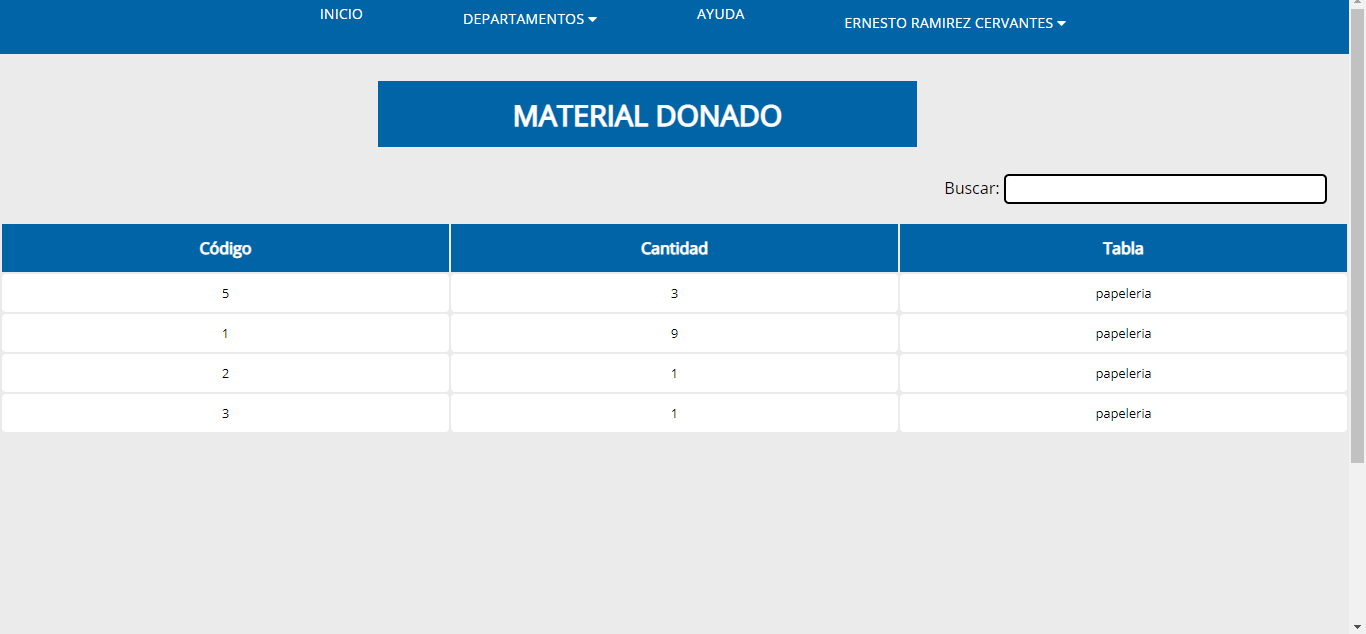 INICIO DEPARTAMENTOS AYUDA ERNESTO RAMIREZ CERVANTES
MATERIAL DONADO
Buscar:
Código Cantidad Tabla
5 3 papeleria
1 9 papeleria
2 1 papeleria
3 1 papeleria